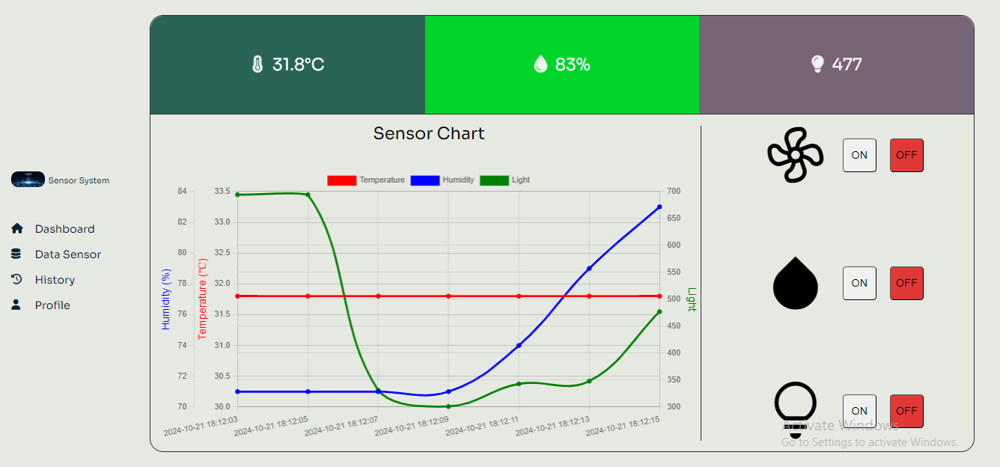 31.8°C
83%
477
Sensor System
Dashboard
Data Sensor
History
Profile
Sensor Chart
Temperature Humidity Light
Humidity (%)
84
82
80
78
76
74
72
70
Temperature (°C)
33.5
33.0
32.5
32.0
31.5
31.0
30.5
30.0
700
650
600
550
500
450
400
350
300
Light
2024-10-21 18:12:03
2024-10-21 18:12:05
2024-10-21 18:12:07
2024-10-21 18:12:09
2024-10-21 18:12:11
2024-10-21 18:12:13
2024-10-21 18:12:15
ON OFF
ON OFF
ON OFF
Activate Windows
Go to Settings to activate Windows.